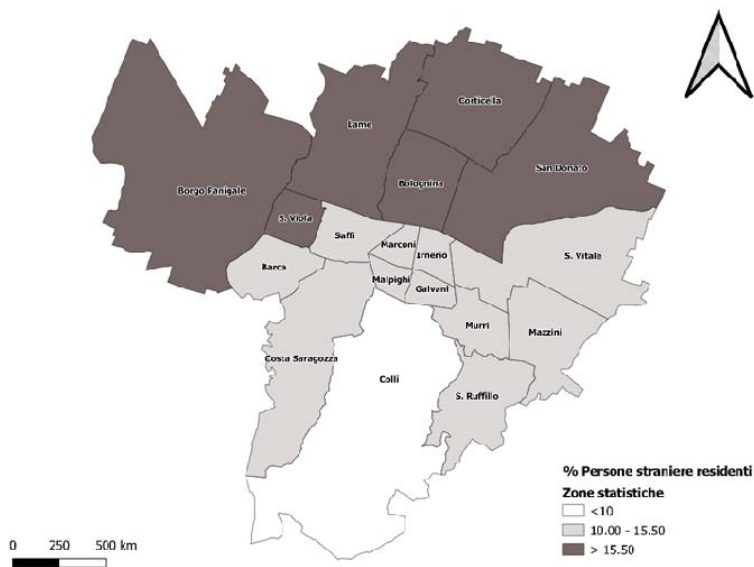 Corticella
Lame
San Donato
Bolognina
Borgo Panigale
S. Viola
Saffi
Marconi
Irnerio
S. Vitale
Barca
Malpighi
Galvani
Murri
Mazzini
Costa Saragozza
Colli
S. Ruffillo
% Persone straniere residenti
Zone statistiche
<10
10.00 - 15.50
> 15.50
0 250 500 km